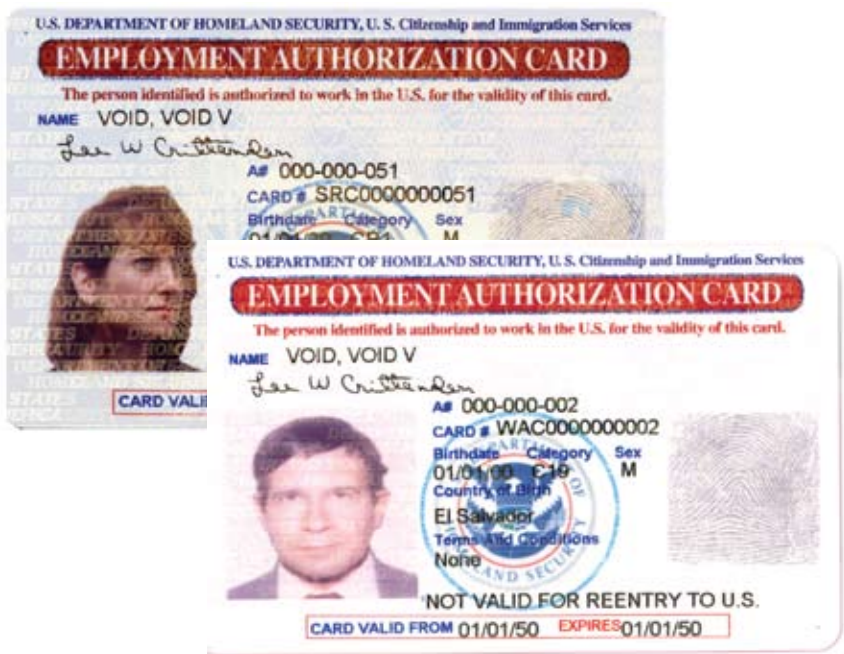 U.S. DEPARTMENT OF HOMELAND SECURITY, U. S. Citizenship and Immigration Services
EMPLOYMENT AUTHORIZATION CARD
The person identified is authorized to work in the U.S. for the validity of this card.
NAME VOID, VOID V
Lee W Crittenden
A# 000-000-051
CARD # SRC0000000051
Birthdate Category Sex
M
CARD VALI
U.S. DEPARTMENT OF HOMELAND SECURITY, U. S. Citizenship and Immigration Services
EMPLOYMENT AUTHORIZATION CARD
The person identified is authorized to work in the U.S. for the validity of this card.
NAME VOID, VOID V
Lee W Crittenden
A# 000-000-002
CARD # WAC0000000002
Birthdate Category Sex
01/01/00 C19 M
Country of Birth
El Salvador
Terms And Conditions
None
NOT VALID FOR REENTRY TO U.S.
CARD VALID FROM 01/01/50 EXPIRES 01/01/50